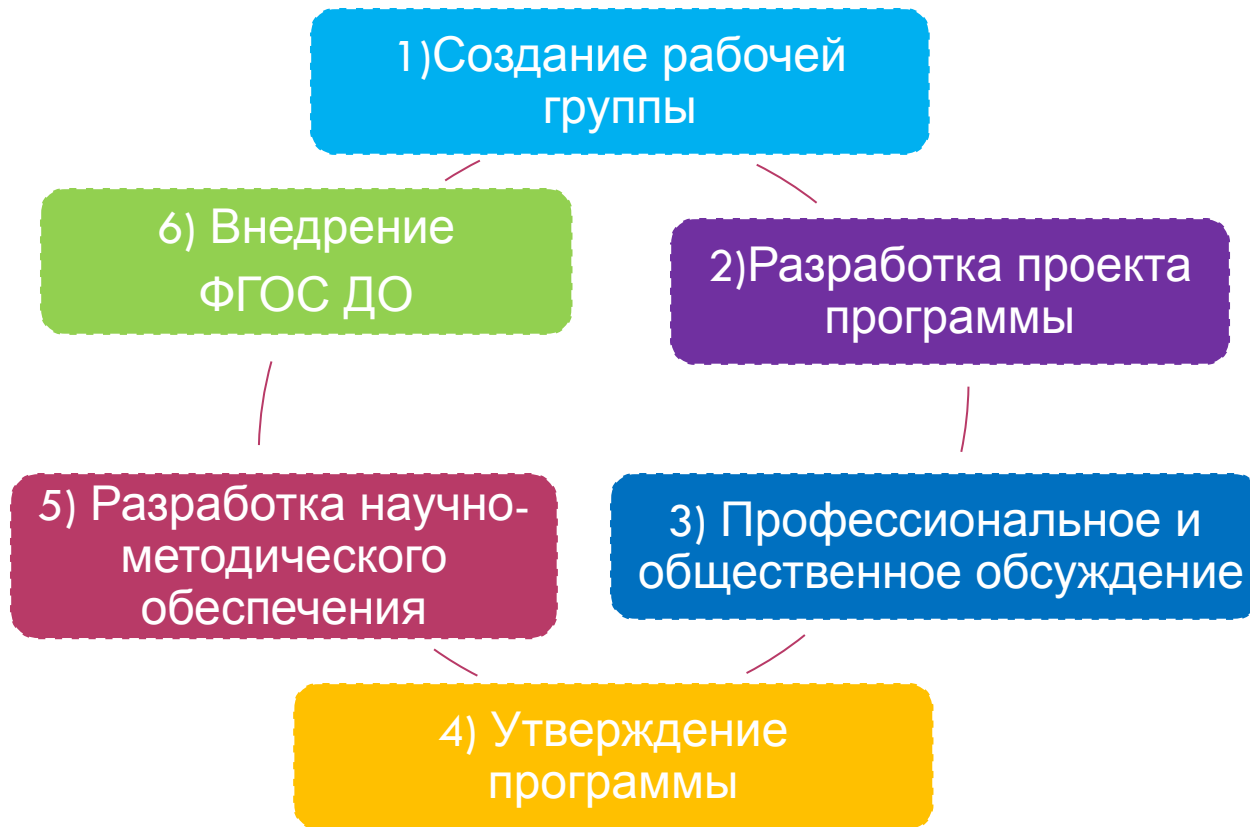 1)Создание рабочей
группы
2)Разработка проекта
программы
3) Профессиональное и
общественное обсуждение
4) Утверждение
программы
5) Разработка научно-
методического
обеспечения
6) Внедрение
ФГОС ДО